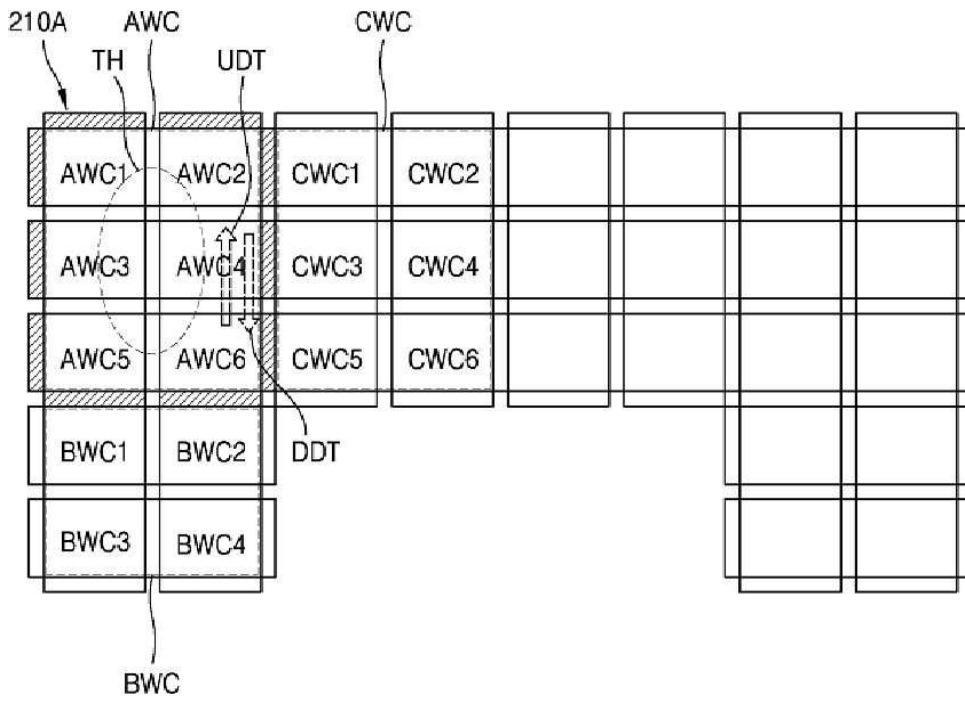 210A AWC CWC
TH UDT
AWC1 AWC2 CWC1 CWC2
AWC3 AWC4 CWC3 CWC4
AWC5 AWC6 CWC5 CWC6
BWC1 BWC2 DDT
BWC3 BWC4
BWC